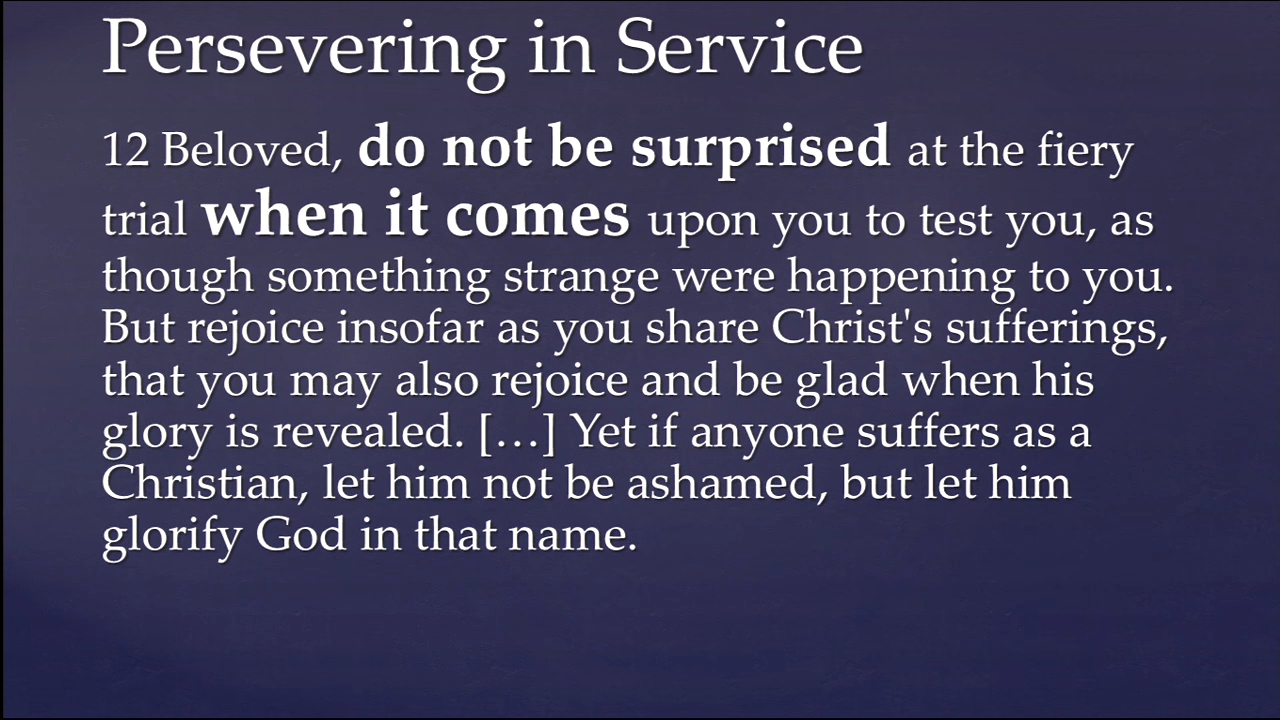 Persevering in Service
12 Beloved, do not be surprised at the fiery
trial when it comes upon you to test you, as
though something strange were happening to you.
But rejoice insofar as you share Christ's sufferings,
that you may also rejoice and be glad when his
glory is revealed. […] Yet if anyone suffers as a
Christian, let him not be ashamed, but let him
glorify God in that name.